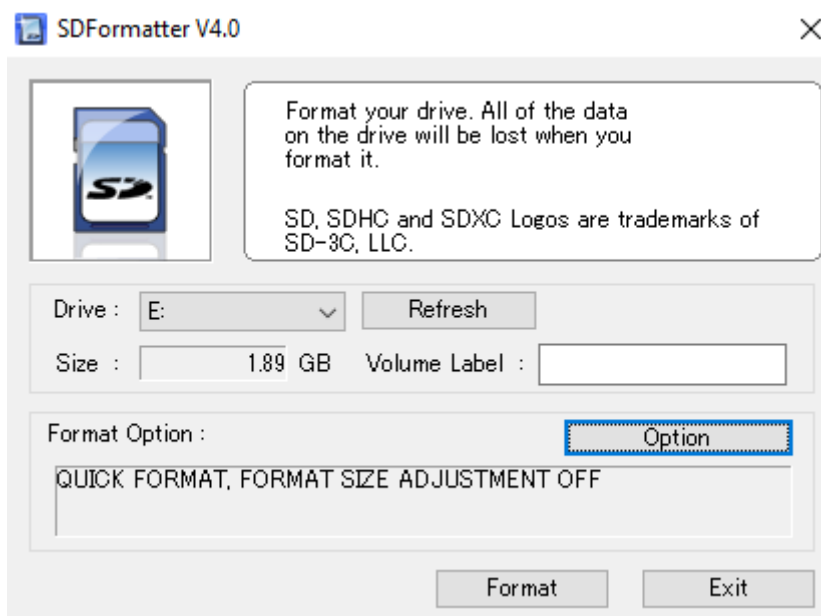 SDFormatter V4.0
Format your drive. All of the data
on the drive will be lost when you
format it.
SD, SDHC and SDXC Logos are trademarks of
SD-3C, LLC.
SD
Drive : E: Refresh
Size : 1.89 GB Volume Label :
Format Option : Option
QUICK FORMAT, FORMAT SIZE ADJUSTMENT OFF
Format Exit